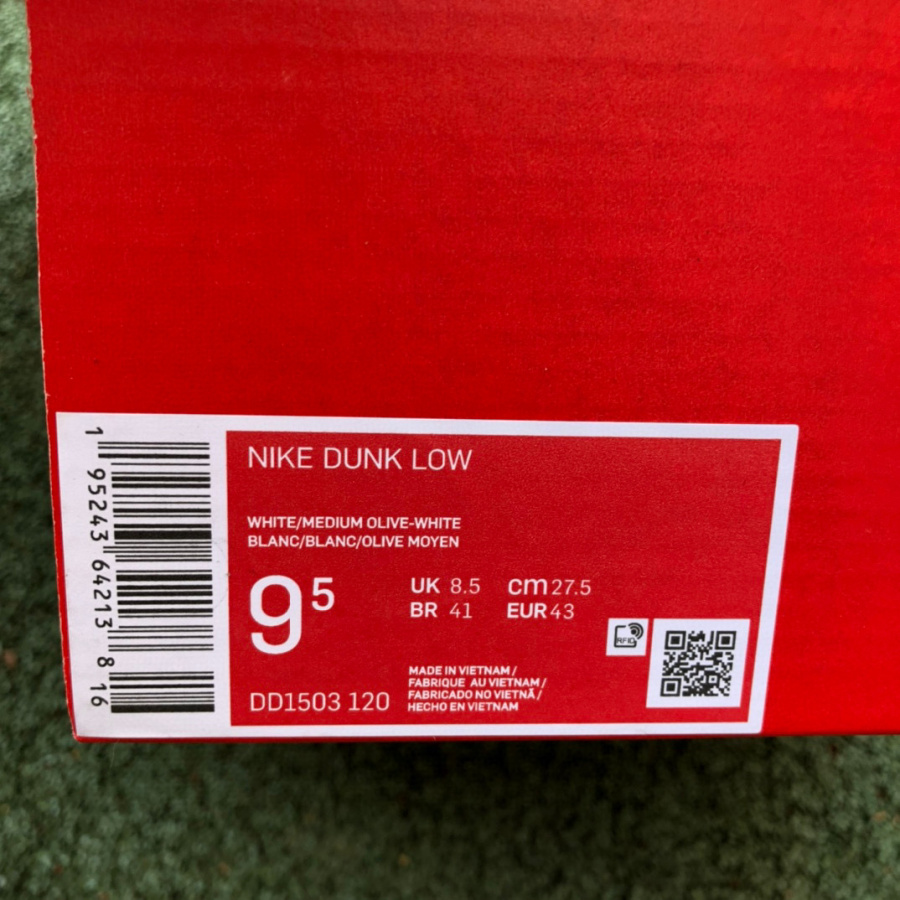 1 95243 64213 8 16
NIKE DUNK LOW
WHITE/MEDIUM OLIVE-WHITE
BLANC/BLANC/OLIVE MOYEN
9 5
UK 8.5 cm 27.5
BR 41 EUR 43
RFID
DD1503 120
MADE IN VIETNAM /
FABRIQUE AU VIETNAM /
FABRICADO NO VIETNÃ /
HECHO EN VIETNAM